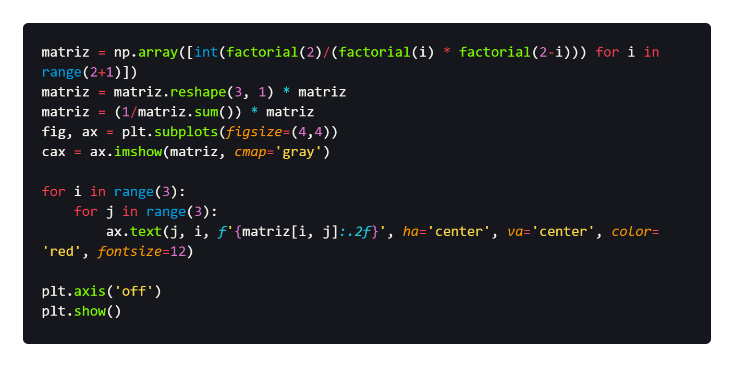 matriz = np.array([int(factorial(2)/(factorial(i) * factorial(2-i))) for i in
range(2+1)])
matriz = matriz.reshape(3, 1) * matriz
matriz = (1/matriz.sum()) * matriz
fig, ax = plt.subplots(figsize=(4,4))
cax = ax.imshow(matriz, cmap='gray')

for i in range(3):
    for j in range(3):
        ax.text(j, i, f'{matriz[i, j]:.2f}', ha='center', va='center', color=
'red', fontsize=12)

plt.axis('off')
plt.show()